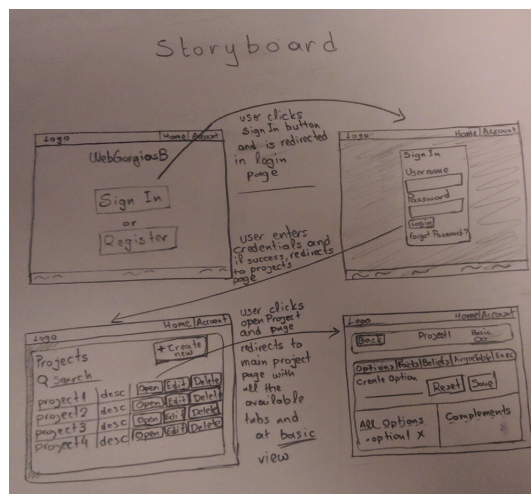 Storyboard
Logo
Home | Account
WebGorgiasB
Sign In
or
Register
user clicks
Sign In button
and is redirected
in login
page
Logo
Home | Account
Sign In
Username
Password
Login
forgot Password?
user enters
credentials and
if success, redirects
to projects
page
Logo
Home | Account
Projects
+ Create
new
Search
project1 | desc | Open | Edit | Delete
project2 | desc | Open | Edit | Delete
project3 | desc | Open | Edit | Delete
project4 | desc | Open | Edit | Delete
user clicks
open Project
and page
redirects to
main project
page with
all the
available
tabs and
at basic
view
Logo
Home | Account
Back
Project1
Basic
Options | Facts | Beliefs | | Exec
Create Option
Reset
Save
All Options
- option1 X
Complements